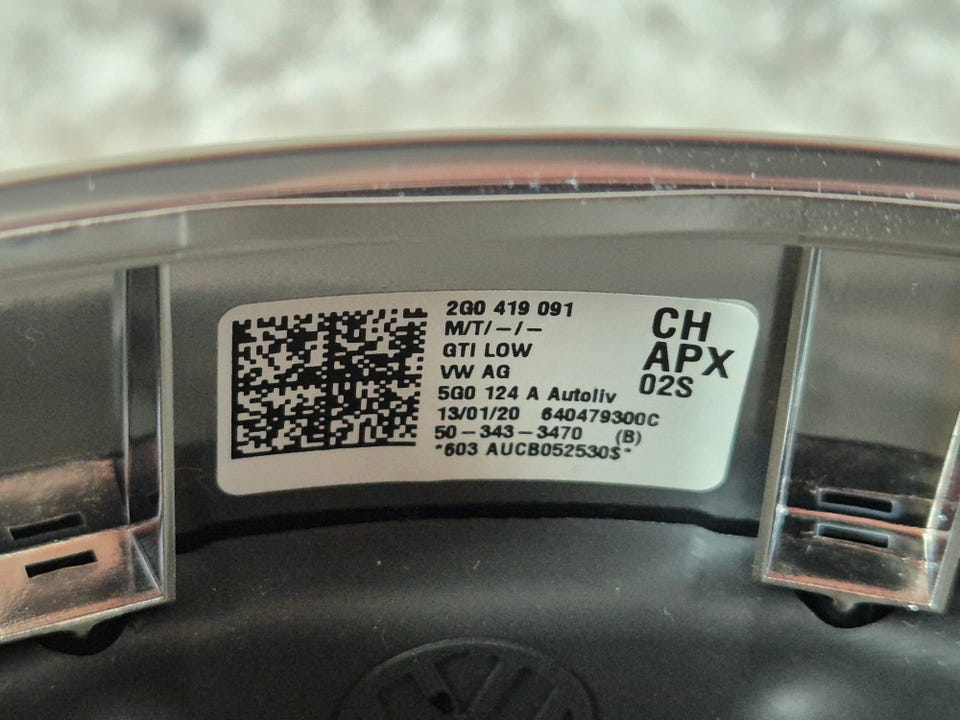 2G0 419 091
M/T/-/-
GTI LOW
VW AG
5G0 124 A Autoliv
13/01/20 640479300C
50-343-3470 (B)
*603 AUCB052530$*
CH
APX
02S